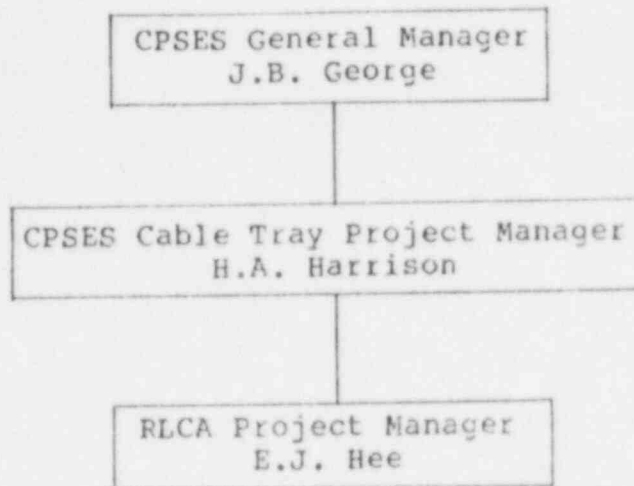 CPSES General Manager
J.B. George
CPSES Cable Tray Project Manager
H.A. Harrison
RLCA Project Manager
E.J. Hee